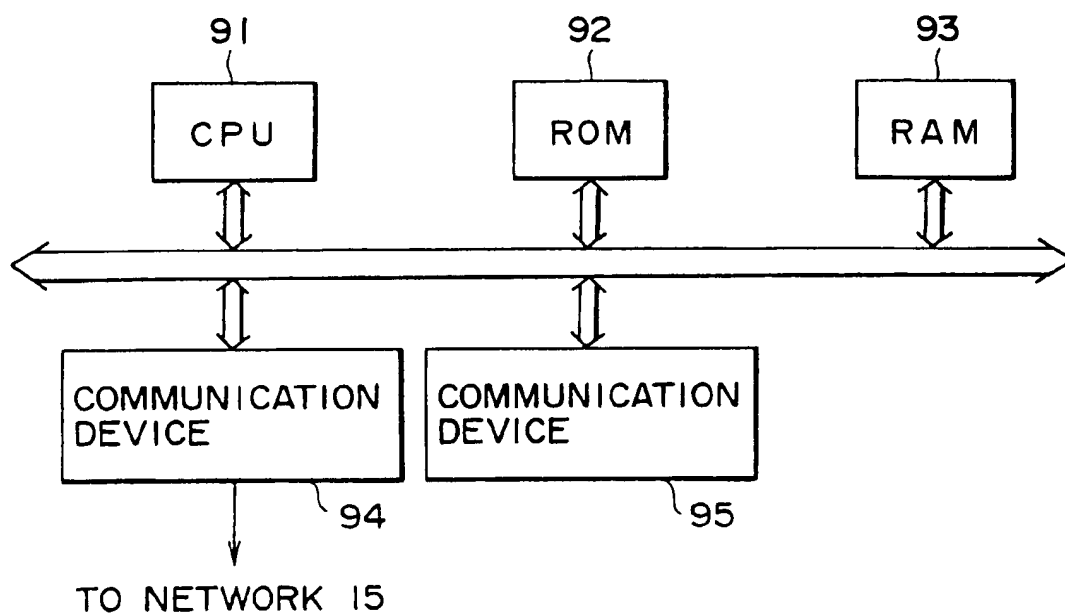 91
92
93
CPU
ROM
RAM
COMMUNICATION
DEVICE
COMMUNICATION
DEVICE
94
95
TO NETWORK 15